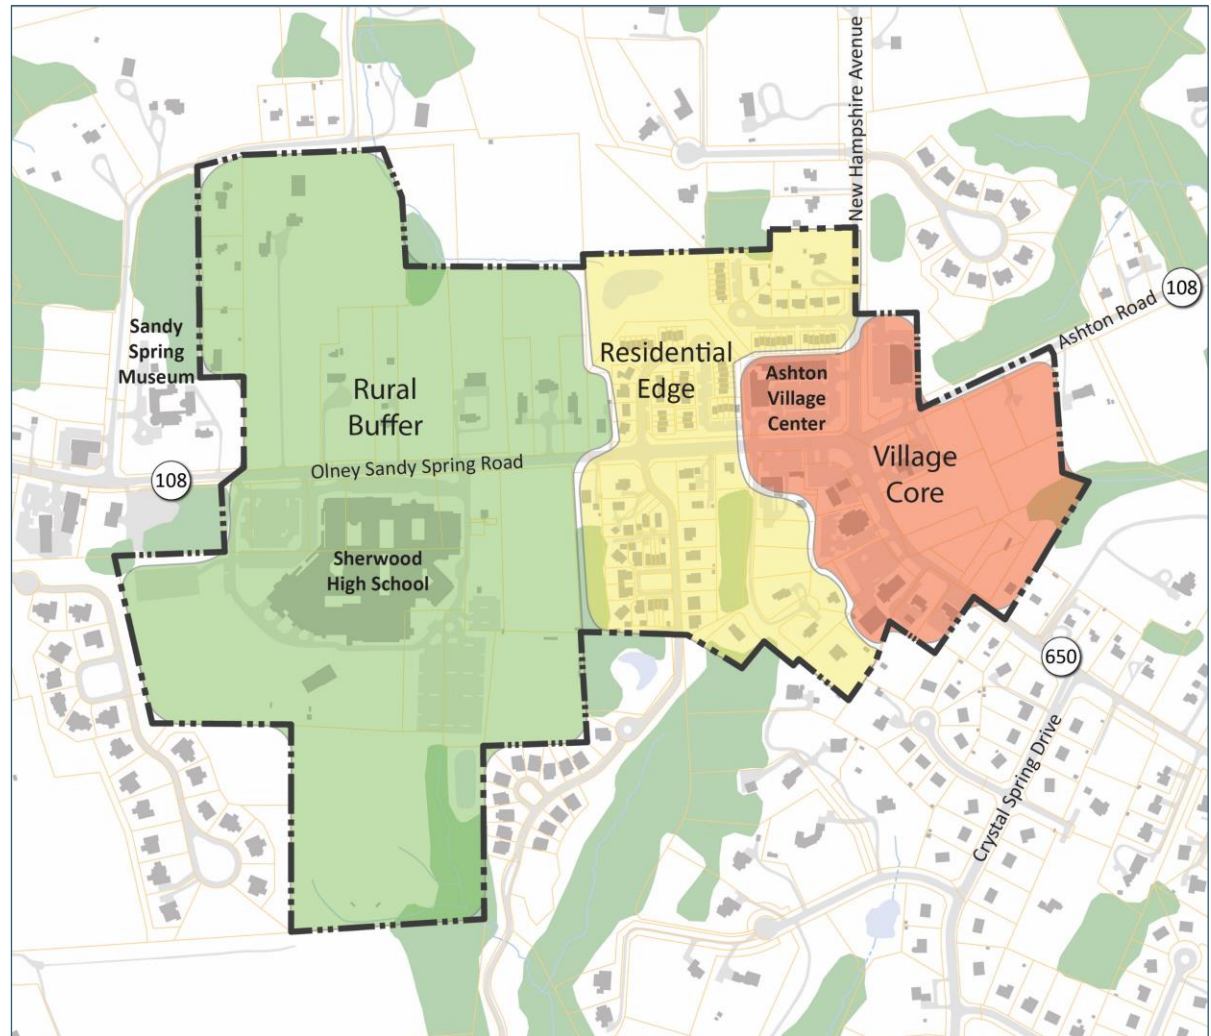 New Hampshire Avenue
108
Ashton Road
Sandy
Spring
Museum
Rural
Buffer
Residential
Edge
Ashton
Village
Center
Village
Core
Olney Sandy Spring Road
108
Sherwood
High School
650
Crystal Spring Drive